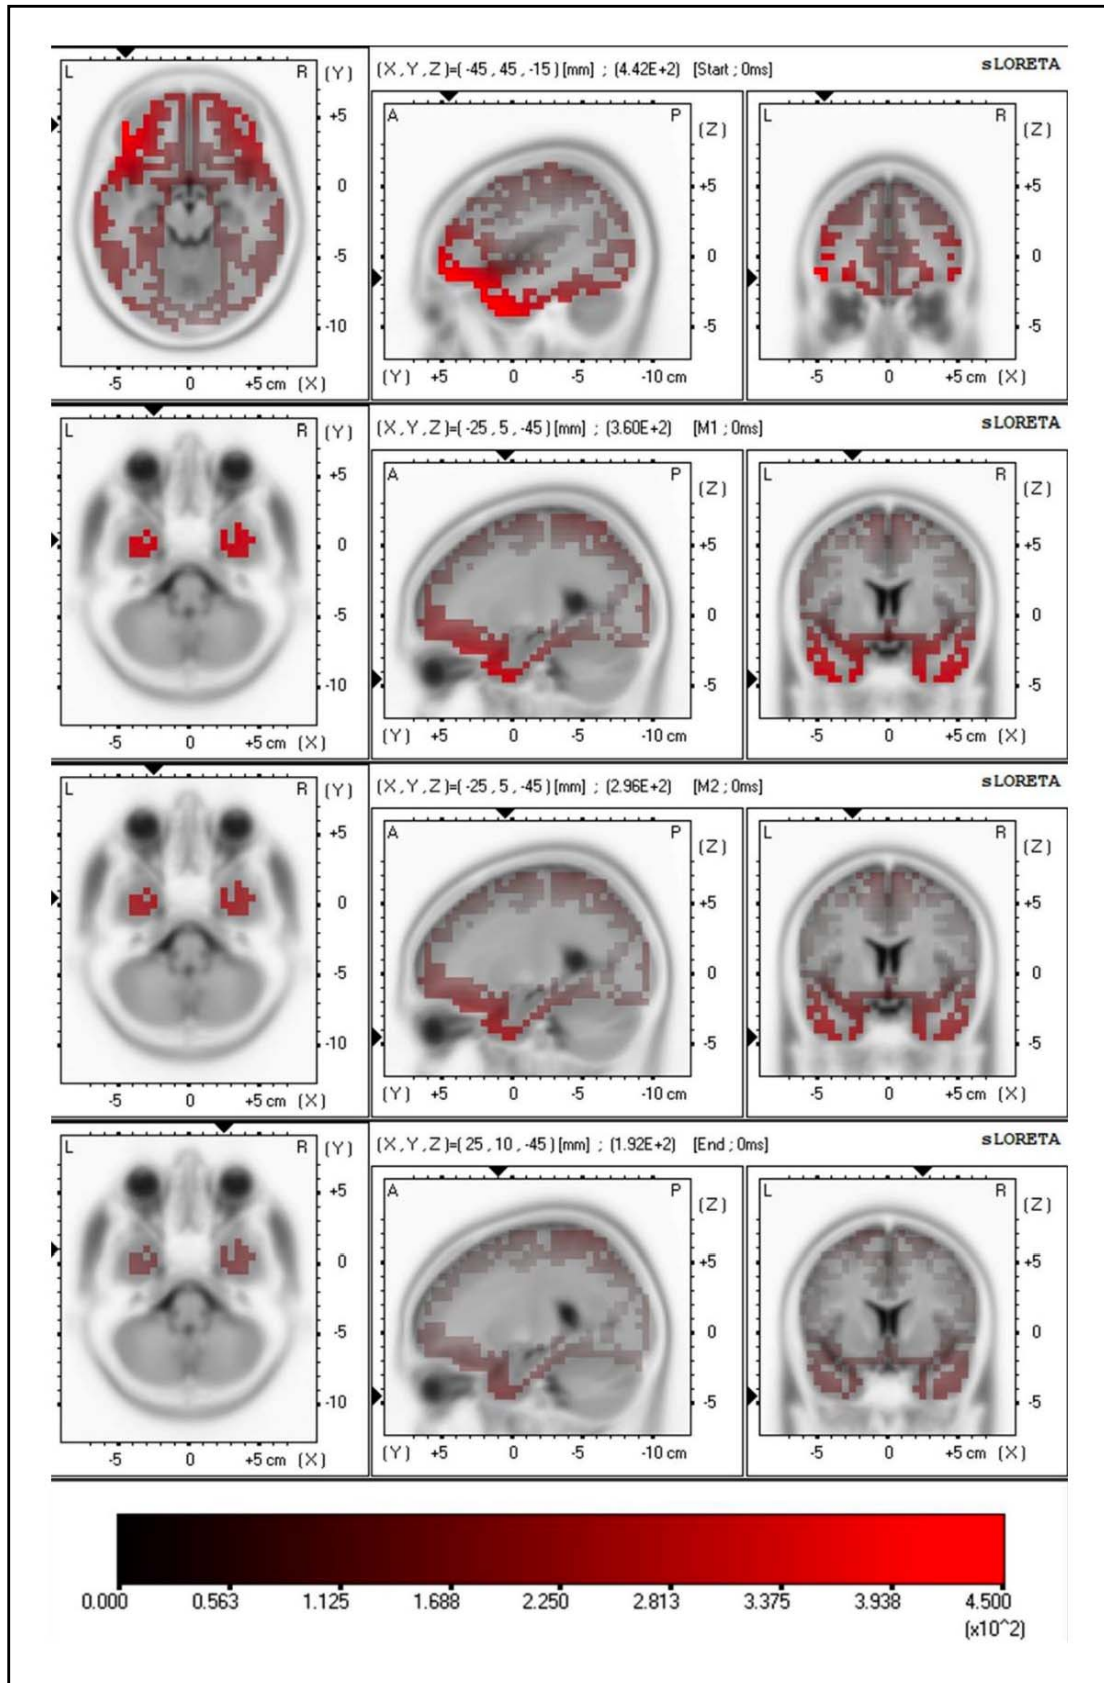 (X,Y,Z)=(-45,45,-15)[mm] ; (4.42E+2) [Start ; 0ms] sLORETA
L R (Y) A P (Z) L R (Z)
+5 +5 +5
0 0 0
-5 -5 -5
-10
-5 0 +5 cm (X) (Y) +5 0 -5 -10 cm -5 0 +5 cm (X)
(X,Y,Z)=(-25,5,-45)[mm] ; (3.60E+2) [M1 ; 0ms] sLORETA
L R (Y) A P (Z) L R (Z)
+5 +5 +5
0 0 0
-5 -5 -5
-10
-5 0 +5 cm (X) (Y) +5 0 -5 -10 cm -5 0 +5 cm (X)
(X,Y,Z)=(-25,5,-45)[mm] ; (2.96E+2) [M2 ; 0ms] sLORETA
L R (Y) A P (Z) L R (Z)
+5 +5 +5
0 0 0
-5 -5 -5
-10
-5 0 +5 cm (X) (Y) +5 0 -5 -10 cm -5 0 +5 cm (X)
(X,Y,Z)=(25,10,-45)[mm] ; (1.92E+2) [End ; 0ms] sLORETA
L R (Y) A P (Z) L R (Z)
+5 +5 +5
0 0 0
-5 -5 -5
-10
-5 0 +5 cm (X) (Y) +5 0 -5 -10 cm -5 0 +5 cm (X)
0.000 0.563 1.125 1.688 2.250 2.813 3.375 3.938 4.500
(x10^2)